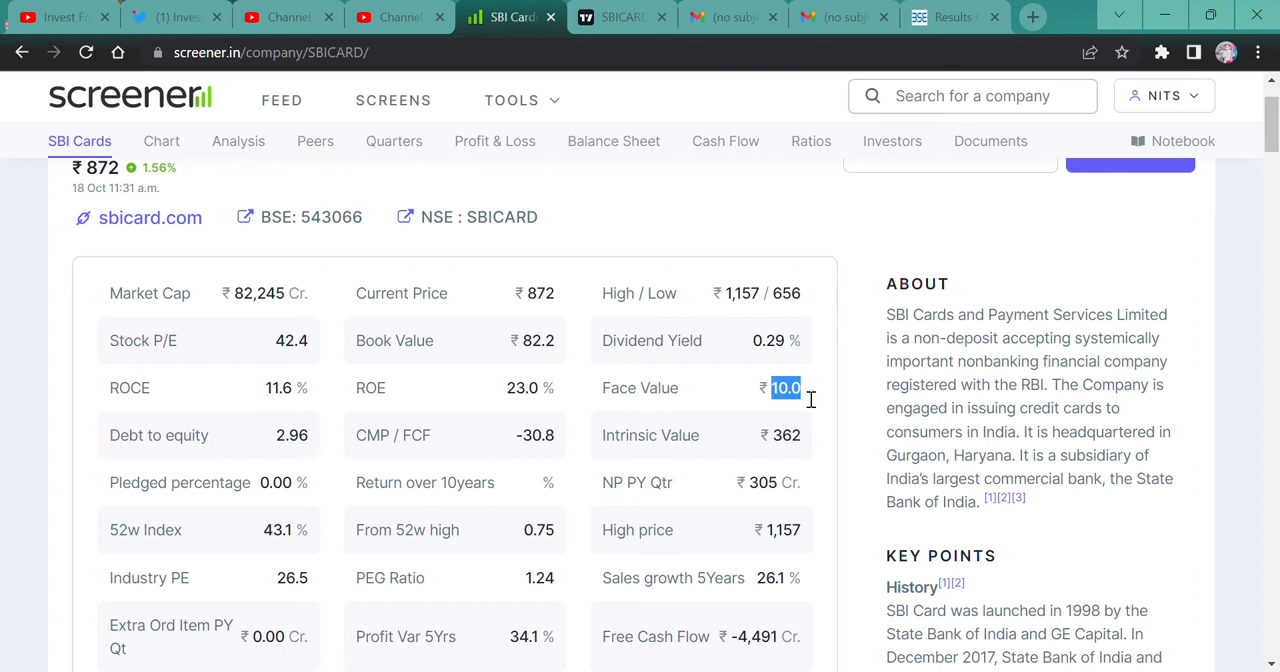 Invest Fo
(1) Invest
Channel
Channel
SBI Cards
SBICARD
(no subje
(no subje
Results C
screener.in/company/SBICARD/
screener
FEED
SCREENS
TOOLS
Search for a company
NITS
SBI Cards
Chart
Analysis
Peers
Quarters
Profit & Loss
Balance Sheet
Cash Flow
Ratios
Investors
Documents
Notebook
₹ 872 1.56%
18 Oct 11:31 a.m.
sbicard.com
BSE: 543066
NSE : SBICARD
Market Cap ₹ 82,245 Cr.
Current Price ₹ 872
High / Low ₹ 1,157 / 656
Stock P/E 42.4
Book Value ₹ 82.2
Dividend Yield 0.29 %
ROCE 11.6 %
ROE 23.0 %
Face Value ₹ 10.0
Debt to equity 2.96
CMP / FCF -30.8
Intrinsic Value ₹ 362
Pledged percentage 0.00 %
Return over 10years %
NP PY Qtr ₹ 305 Cr.
52w Index 43.1 %
From 52w high 0.75
High price ₹ 1,157
Industry PE 26.5
PEG Ratio 1.24
Sales growth 5Years 26.1 %
Extra Ord Item PY
Qt
₹ 0.00 Cr.
Profit Var 5Yrs 34.1 %
Free Cash Flow ₹ -4,491 Cr.
ABOUT
SBI Cards and Payment Services Limited
is a non-deposit accepting systemically
important nonbanking financial company
registered with the RBI. The Company is
engaged in issuing credit cards to
consumers in India. It is headquartered in
Gurgaon, Haryana. It is a subsidiary of
India's largest commercial bank, the State
Bank of India. [1][2][3]
KEY POINTS
History[1][2]
SBI Card was launched in 1998 by the
State Bank of India and GE Capital. In
December 2017, State Bank of India and